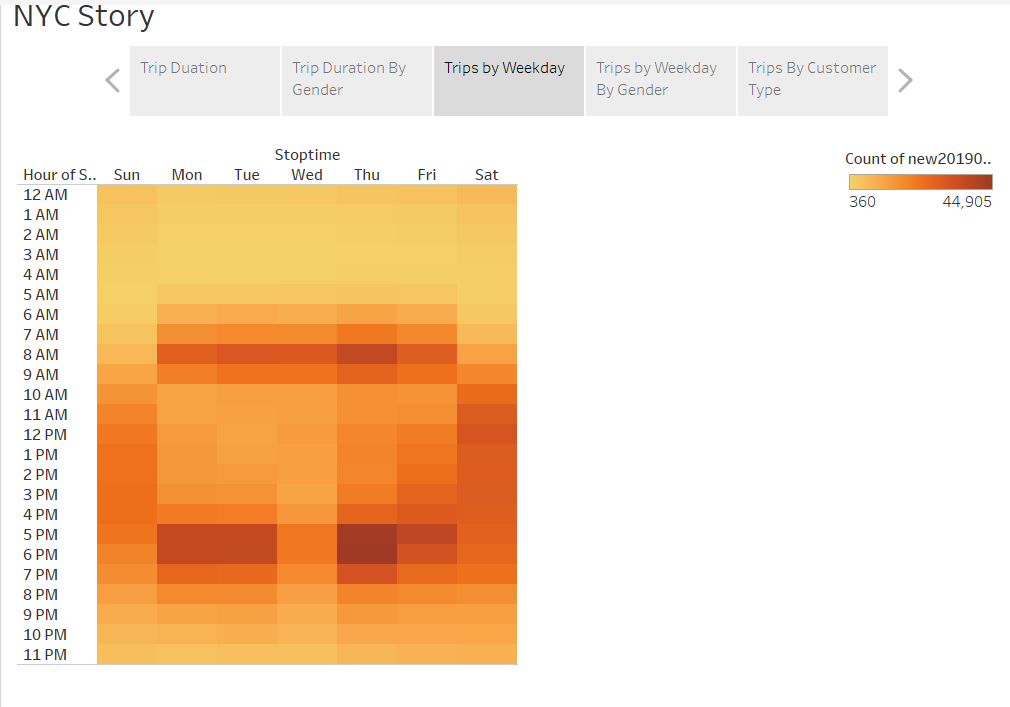 NYC Story
Trip Duation
Trip Duration By
Gender
Trips by Weekday
Trips by Weekday
By Gender
Trips By Customer
Type
Stoptime
Hour of S.. Sun Mon Tue Wed Thu Fri Sat
12 AM
1 AM
2 AM
3 AM
4 AM
5 AM
6 AM
7 AM
8 AM
9 AM
10 AM
11 AM
12 PM
1 PM
2 PM
3 PM
4 PM
5 PM
6 PM
7 PM
8 PM
9 PM
10 PM
11 PM
Count of new20190..
360 44,905